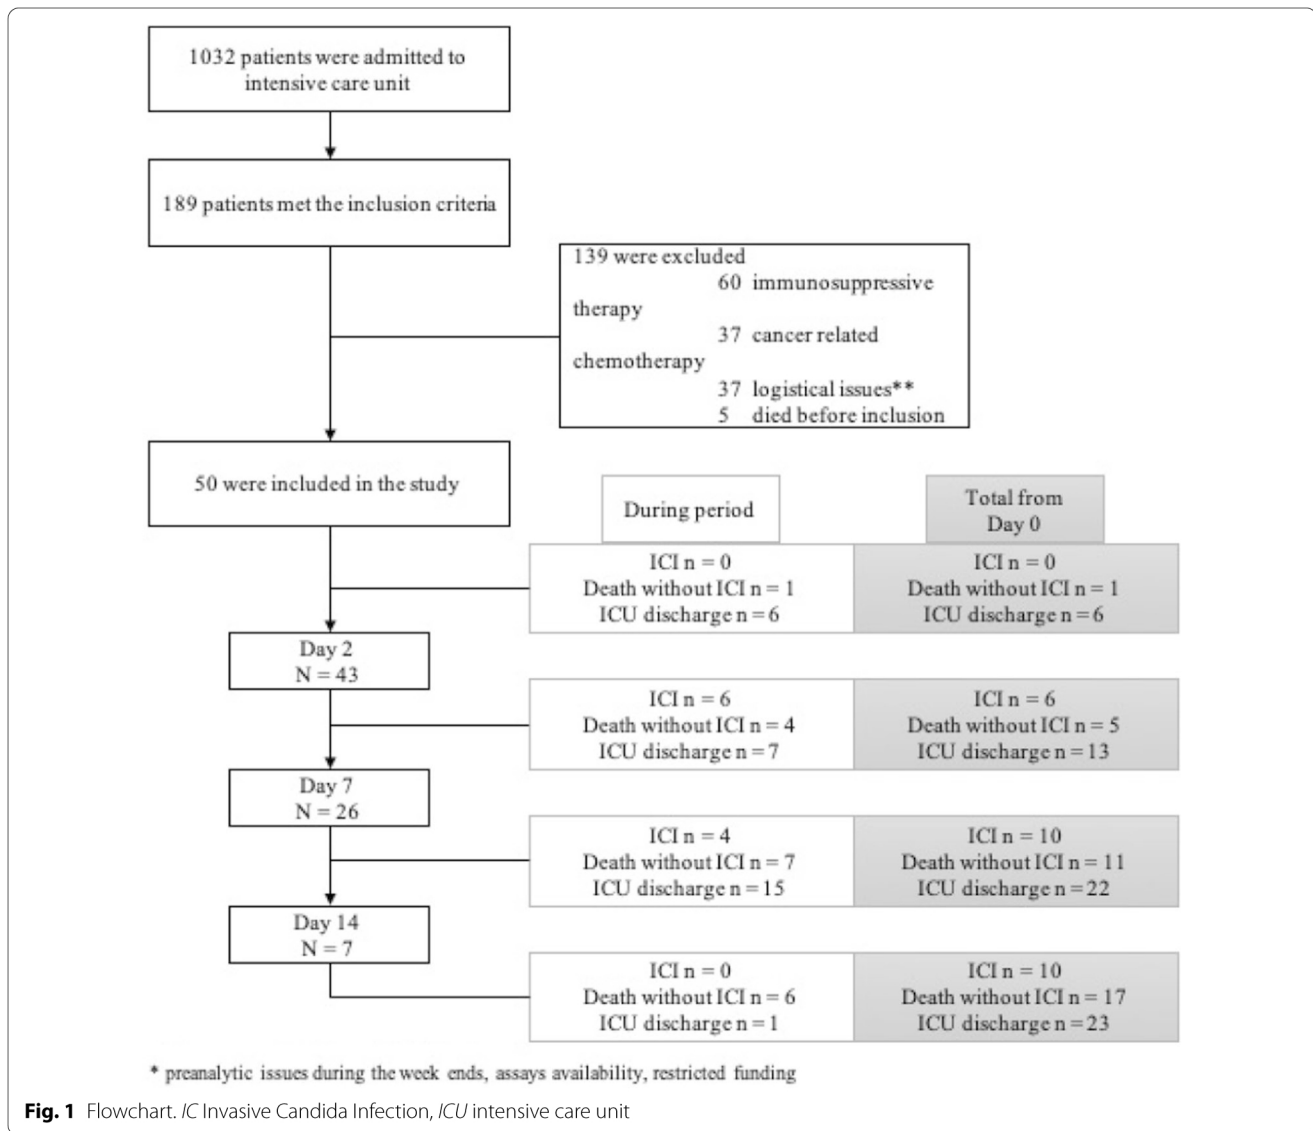 1032 patients were admitted to
intensive care unit
189 patients met the inclusion criteria
139 were excluded
60 immunosuppressive
therapy
37 cancer related
chemotherapy
37 logistical issues**
5 died before inclusion
50 were included in the study
During period
Total from
Day 0
ICI n = 0
Death without ICI n = 1
ICU discharge n = 6
ICI n = 0
Death without ICI n = 1
ICU discharge n = 6
Day 2
N = 43
ICI n = 6
Death without ICI n = 4
ICU discharge n = 7
ICI n = 6
Death without ICI n = 5
ICU discharge n = 13
Day 7
N = 26
ICI n = 4
Death without ICI n = 7
ICU discharge n = 15
ICI n = 10
Death without ICI n = 11
ICU discharge n = 22
Day 14
N = 7
ICI n = 0
Death without ICI n = 6
ICU discharge n = 1
ICI n = 10
Death without ICI n = 17
ICU discharge n = 23
* preanalytic issues during the week ends, assays availability, restricted funding
Fig. 1 Flowchart. IC Invasive Candida Infection, ICU intensive care unit